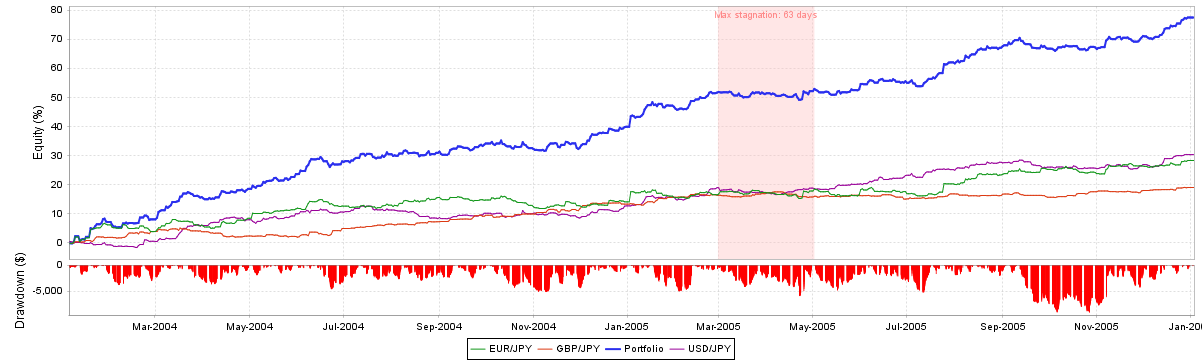 Max stagnation: 63 days
Equity (%)
80
70
60
50
40
30
20
10
0
Drawdown ($)
0
-5,000
Mar-2004 May-2004 Jul-2004 Sep-2004 Nov-2004 Jan-2005 Mar-2005 May-2005 Jul-2005 Sep-2005 Nov-2005 Jan-20
EUR/JPY GBP/JPY Portfolio USD/JPY